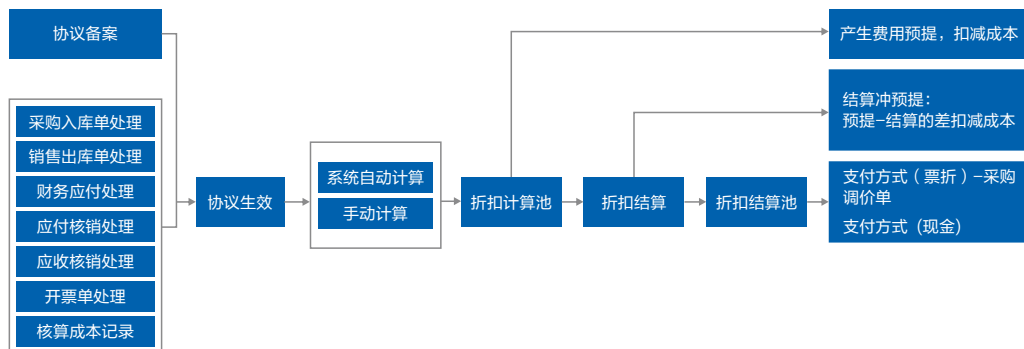 协议备案
采购入库单处理
销售出库单处理
财务应付处理
应付核销处理
应收核销处理
开票单处理
核算成本记录
协议生效
系统自动计算
手动计算
折扣计算池
折扣结算
折扣结算池
产生费用预提，扣减成本
结算冲预提：
预提-结算的差扣减成本
支付方式（票折）-采购
调价单
支付方式（现金）